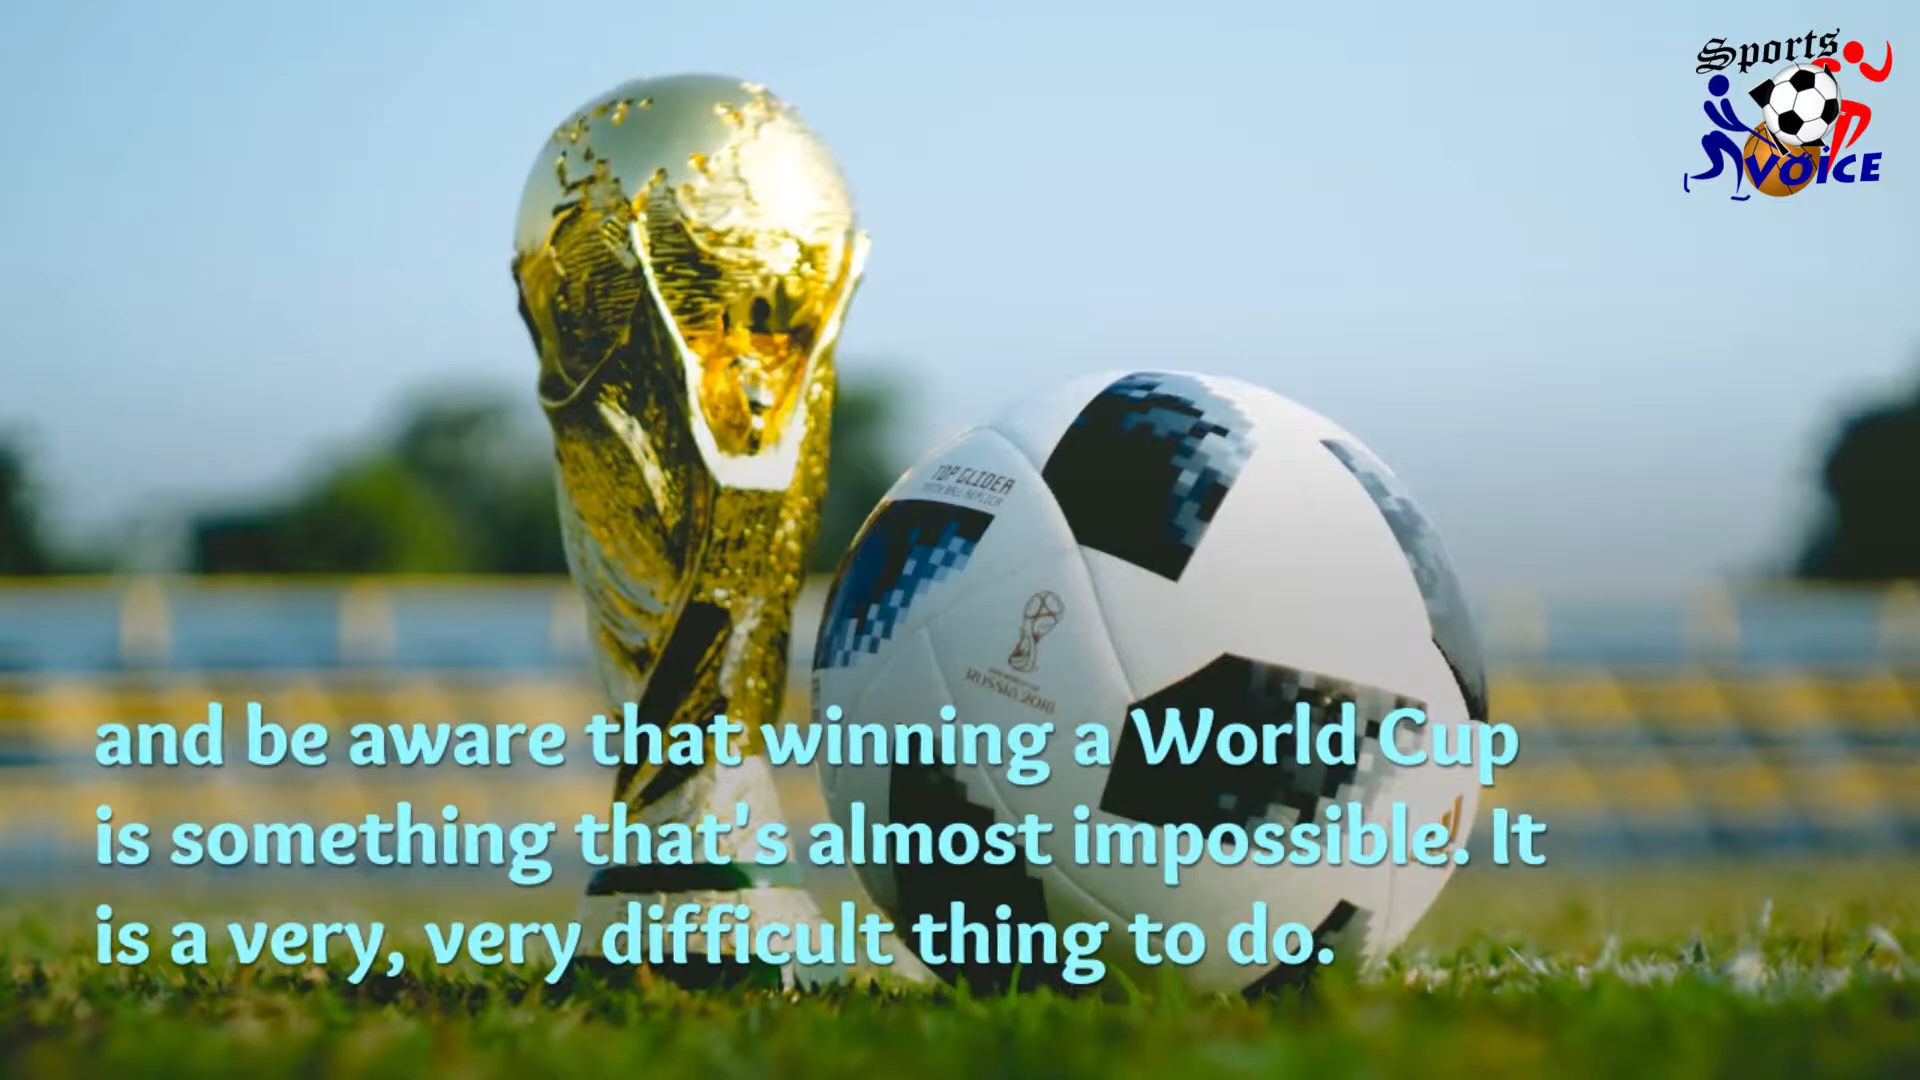 Sports
VOICE
TOP GLIDER
RUSSIA 2018
and be aware that winning a World Cup
is something that's almost impossible. It
is a very, very difficult thing to do.